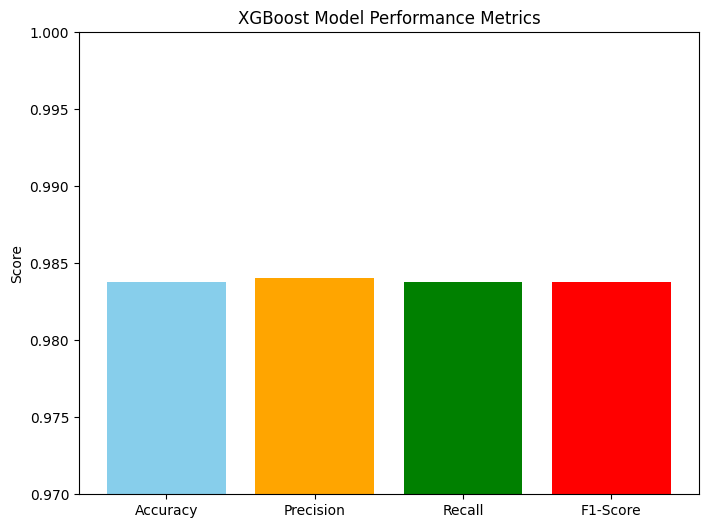 XGBoost Model Performance Metrics
1.000
0.995
0.990
0.985
0.980
0.975
0.970
Score
Accuracy Precision Recall F1-Score